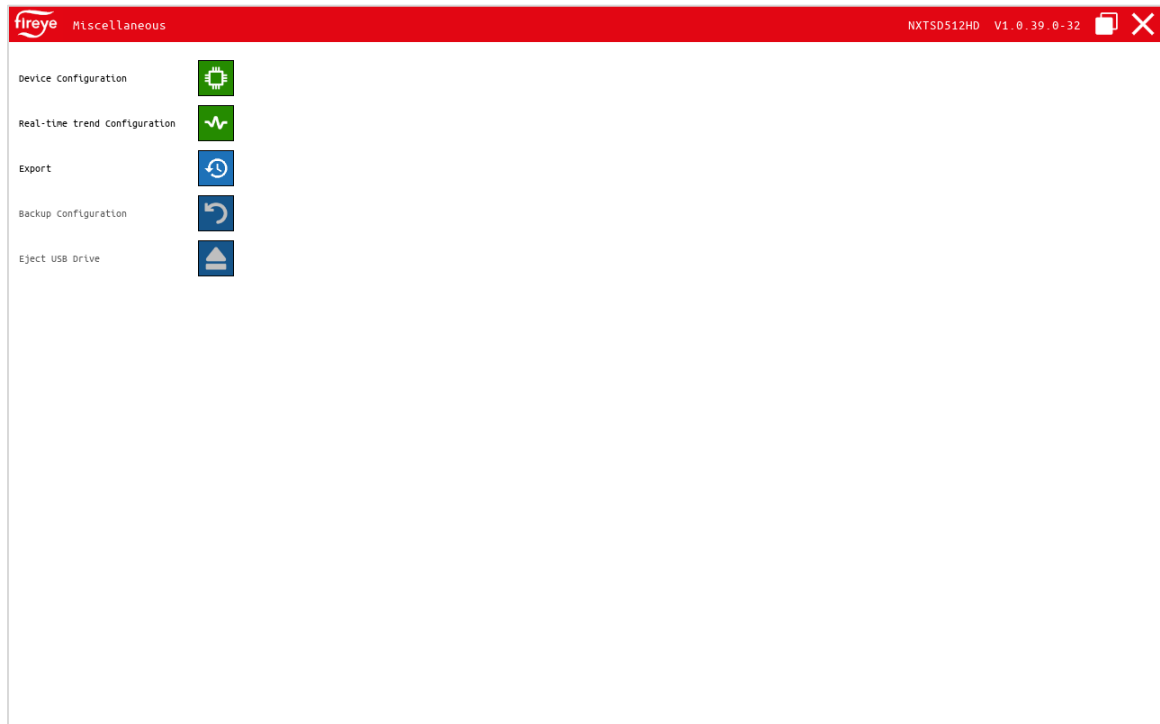 fireye Miscellaneous NXTSD512HD V1.0.39.0-32
Device Configuration
Real-time trend Configuration
Export
Backup Configuration
Eject USB Drive